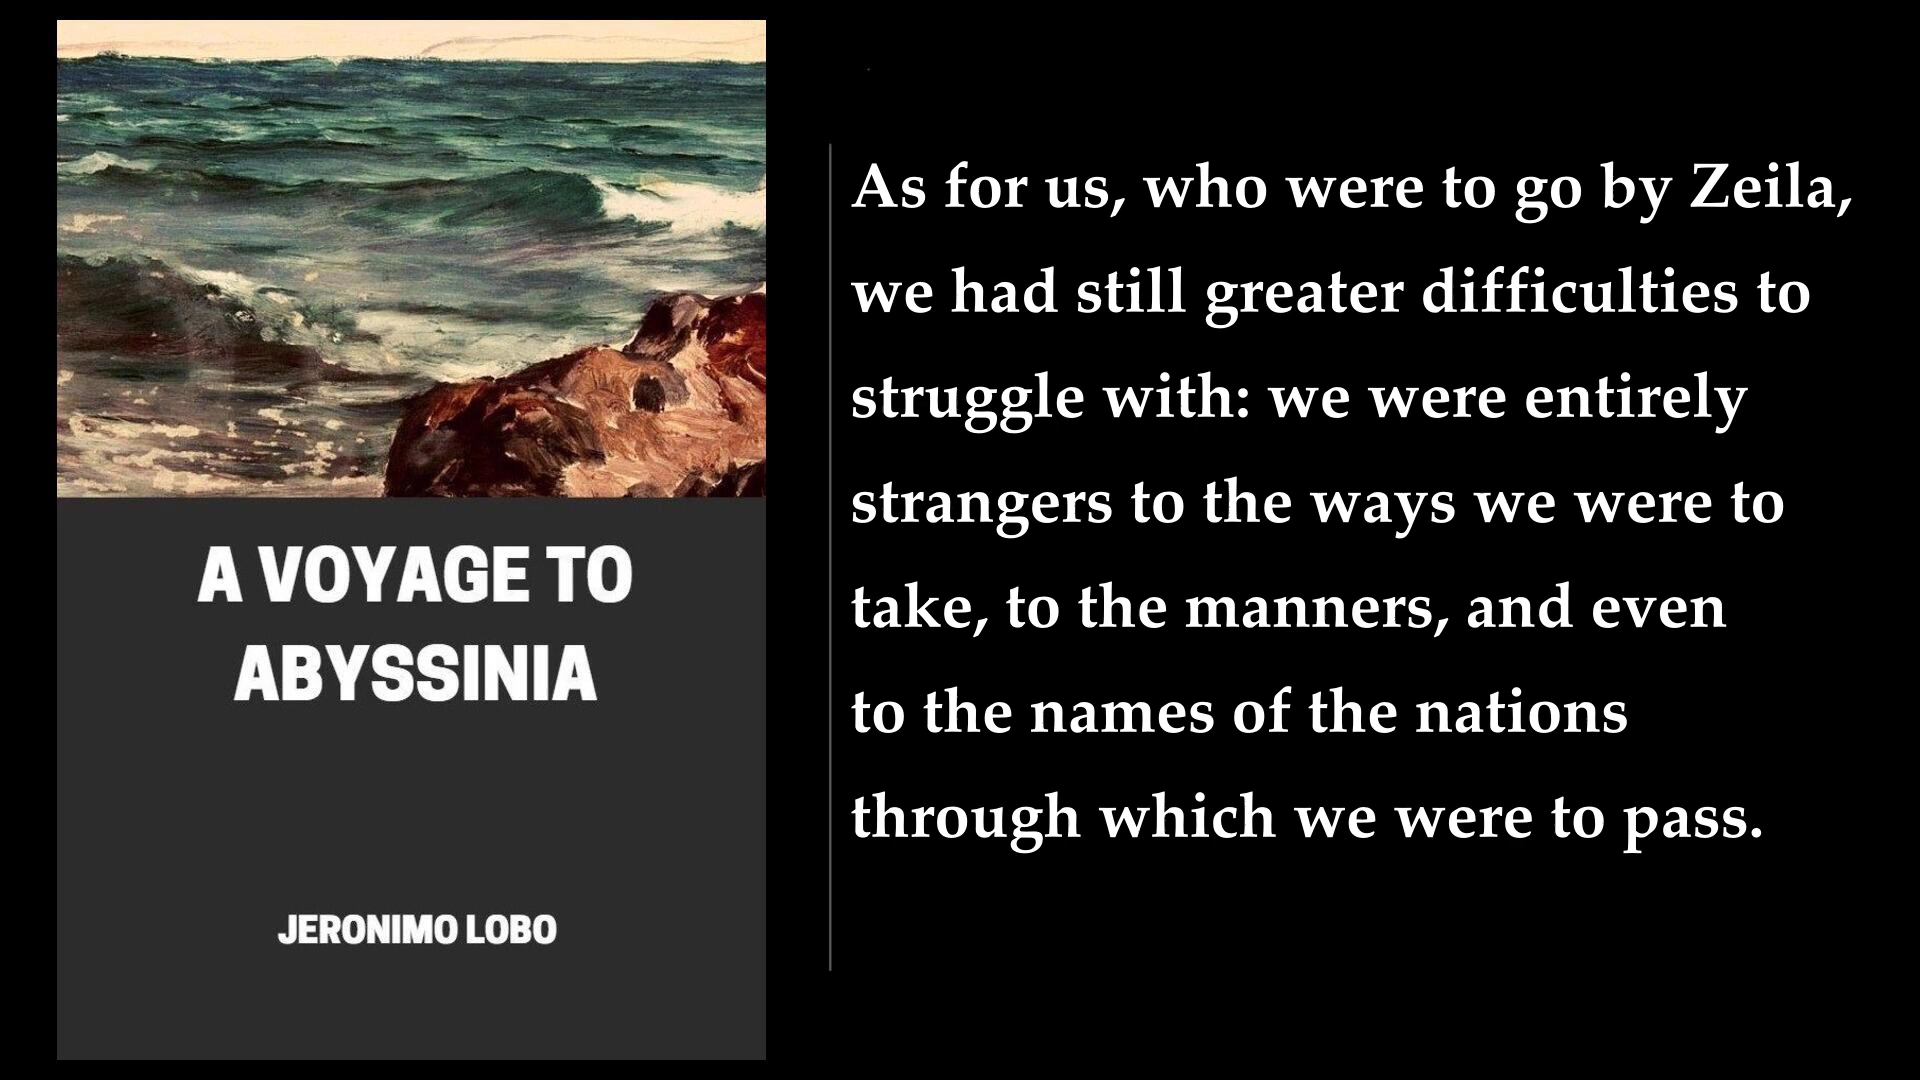 A VOYAGE TO
ABYSSINIA
JERONIMO LOBO
As for us, who were to go by Zeila,
we had still greater difficulties to
struggle with: we were entirely
strangers to the ways we were to
take, to the manners, and even
to the names of the nations
through which we were to pass.